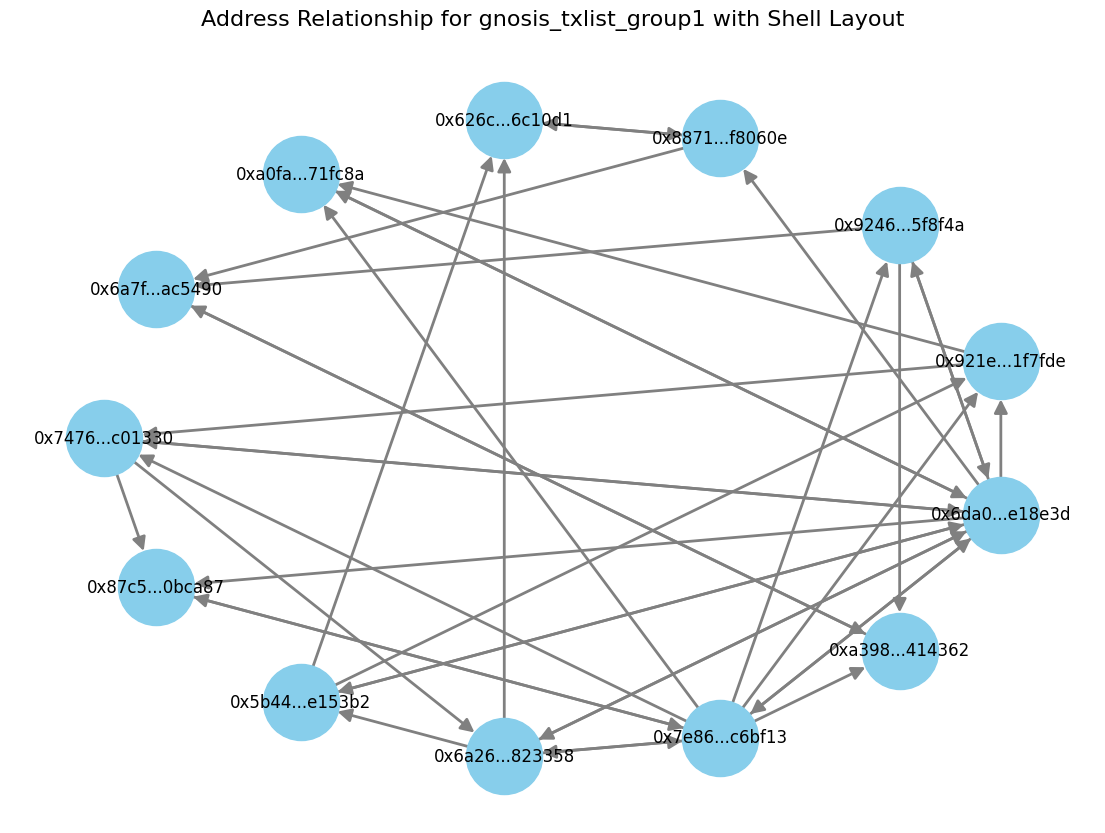 Address Relationship for gnosis_txlist_group1 with Shell Layout
0x626c...6c10d1
0x8871...f8060e
0xa0fa...71fc8a
0x9246...5f8f4a
0x6a7f...ac5490
0x921e...1f7fde
0x7476...c01330
0x6da0...e18e3d
0x87c5...0bca87
0xa398...414362
0x5b44...e153b2
0x7e86...c6bf13
0x6a26...823358